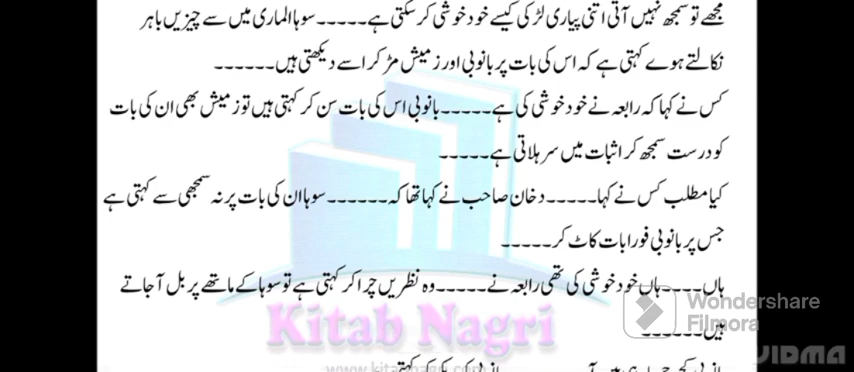 مجھے تو سمجھ نہیں آتی اتنی پیاری لڑکی کیسے خودخوشی کر سکتی ہے۔۔۔۔۔سوہا الماری میں سے چیزیں باہر
نکالتے ہوے کہتی ہے کہ اس کی بات پر بانو بی اور زمیش مڑ کر اسے دیکھتی ہیں۔۔۔۔۔۔
کس نے کہا کہ رابعہ نے خودخوشی کی ہے۔۔۔۔۔بانو بی اس کی بات سن کر کہتی ہیں تو زمیش بھی ان کی بات
کو درست سمجھ کر اثبات میں سر ہلاتی ہے۔۔۔۔۔
کیا مطلب کس نے کہا۔۔۔۔۔دخان صاحب نے کہا تھا کہ۔۔۔۔۔۔سوہا ان کی بات پر نہ سمجھی سے کہتی ہے
جس پر بانو بی فورا بات کاٹ کر۔۔۔۔۔
ہاں۔۔۔۔ہاں خودخوشی کی تھی رابعہ نے۔۔۔۔۔وہ نظریں چرا کر کہتی ہے تو سوہا کے ماتھے پر بل آجاتے
ہیں۔۔۔۔۔۔
Kitab Nagri
www.kitabnagri.com
Wondershare
Filmora
VIDMA